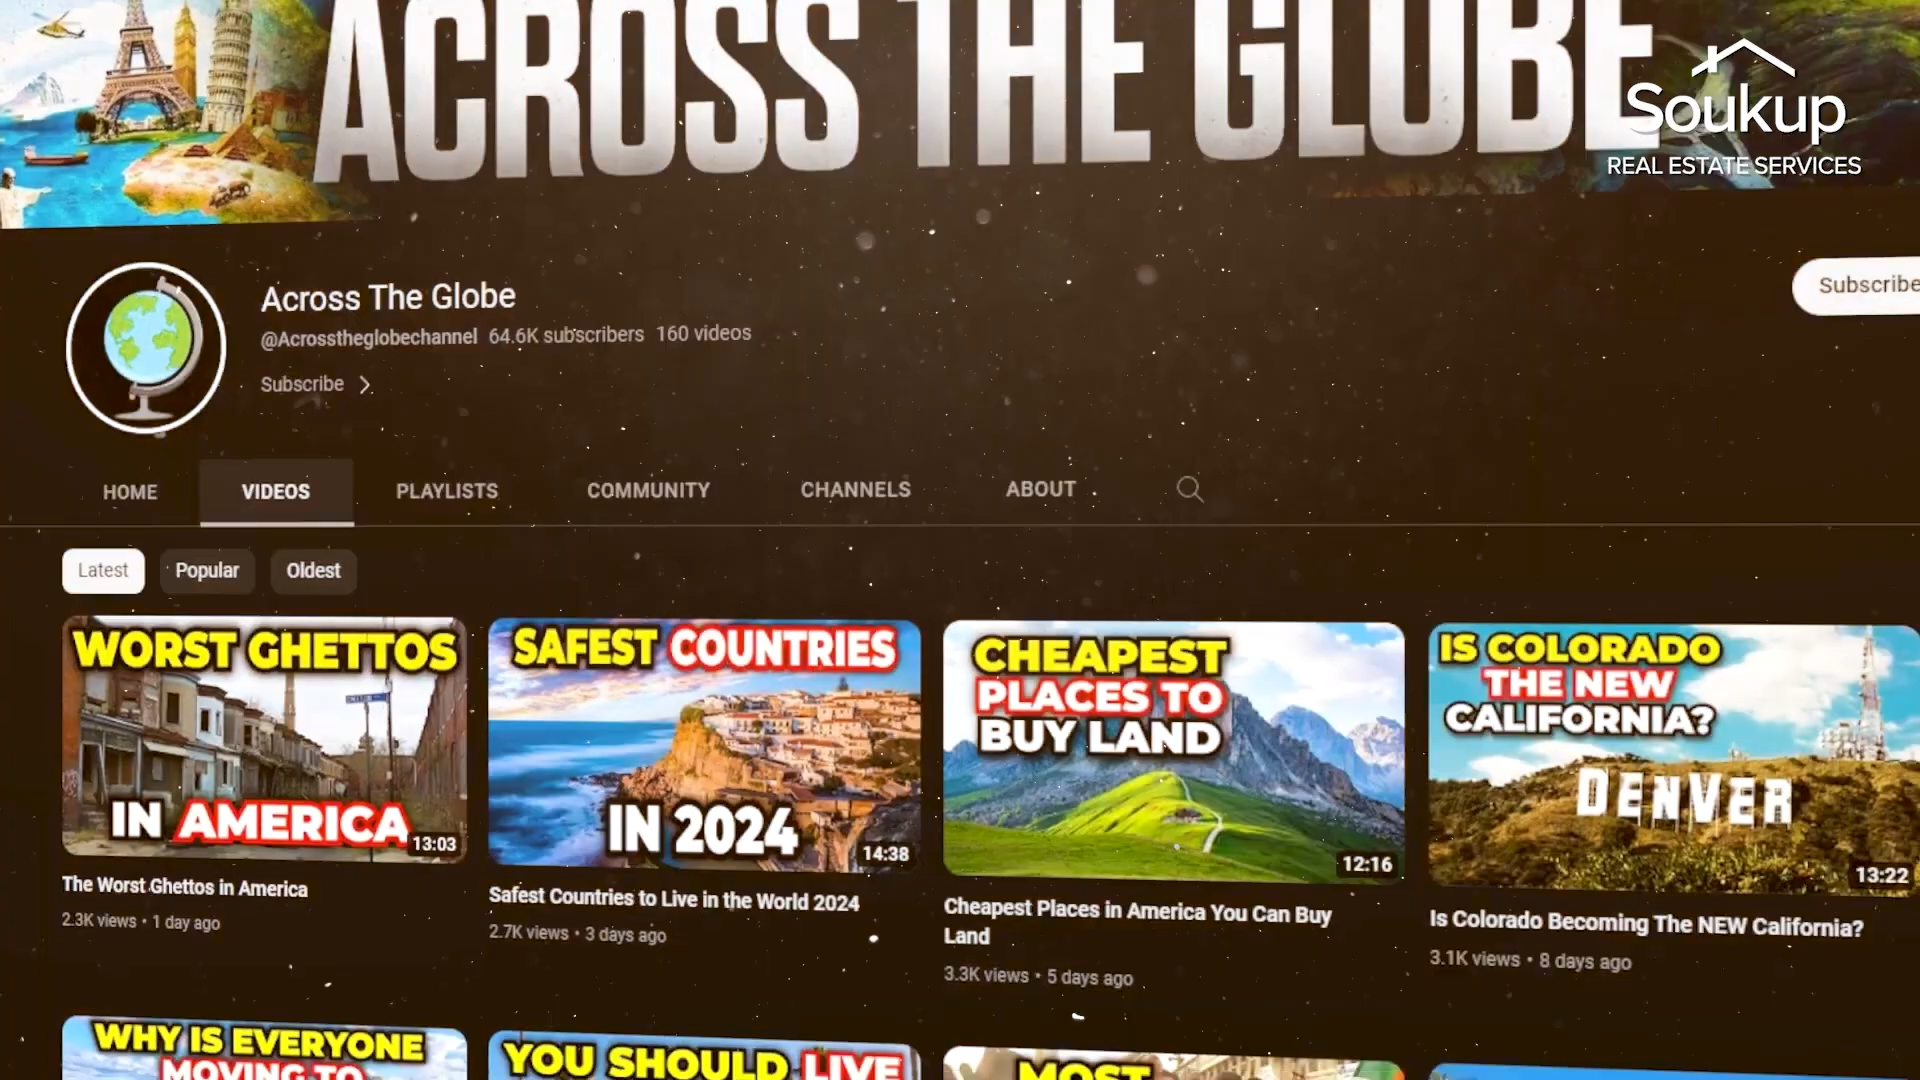 ACROSS THE GLOBE
Soukup
REAL ESTATE SERVICES
Across The Globe
@Acrosstheglobechannel 64.6K subscribers 160 videos
Subscribe
Subscribe
HOME VIDEOS PLAYLISTS COMMUNITY CHANNELS ABOUT
Latest Popular Oldest
WORST GHETTOS
IN AMERICA
13:03
SAFEST COUNTRIES
IN 2024
14:38
CHEAPEST
PLACES TO
BUY LAND
12:16
IS COLORADO
THE NEW
CALIFORNIA?
DENVER
13:22
The Worst Ghettos in America
2.3K views • 1 day ago
Safest Countries to Live in the World 2024
2.7K views • 3 days ago
Cheapest Places in America You Can Buy
Land
3.3K views • 5 days ago
Is Colorado Becoming The NEW California?
3.1K views • 8 days ago
WHY IS EVERYONE
MOVING TO
YOU SHOULD LIVE
MOST